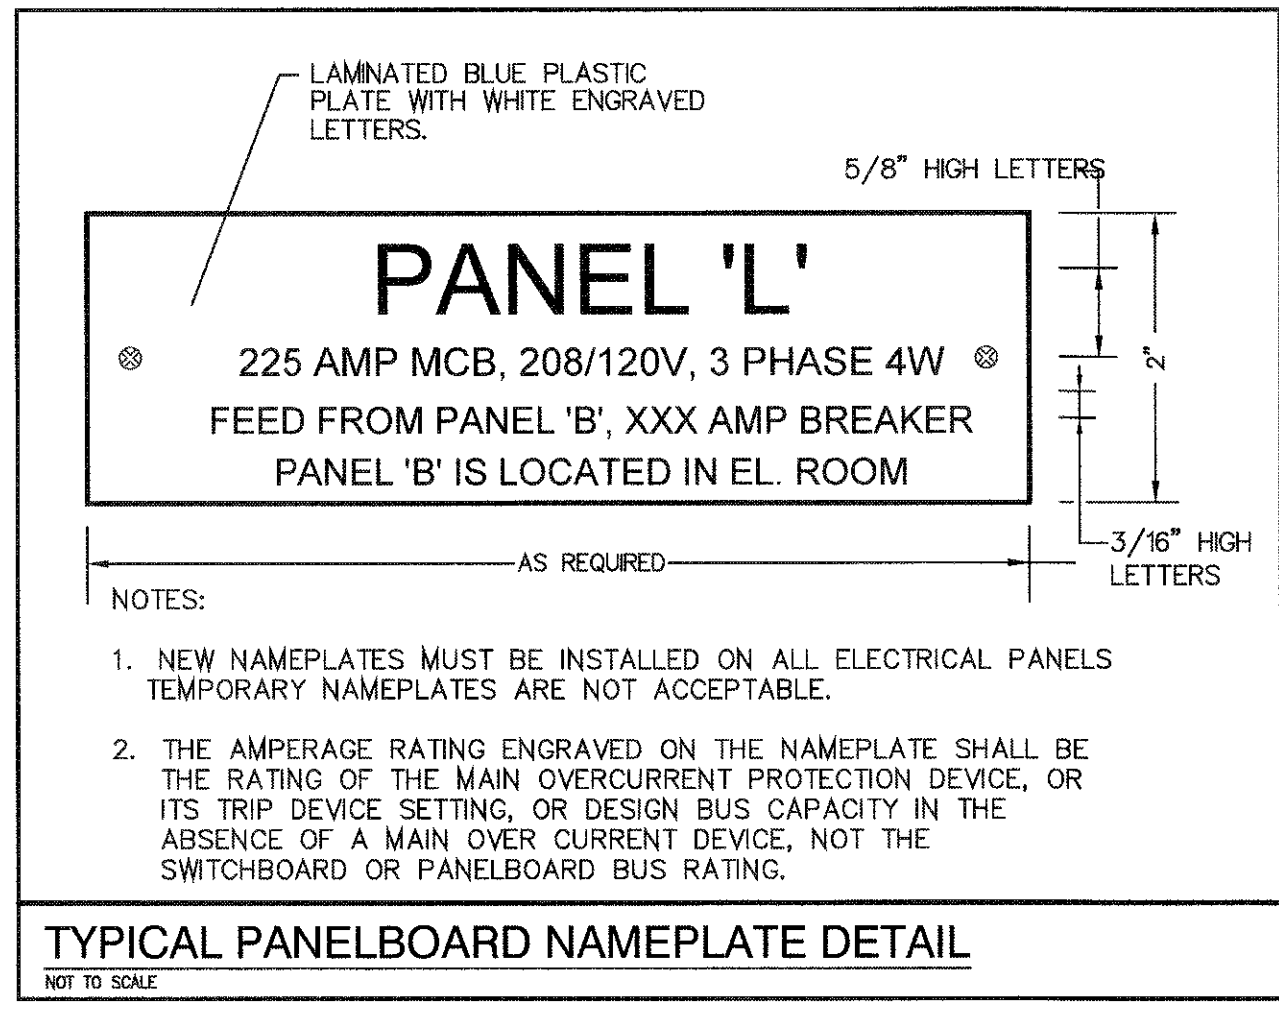 LAMINATED BLUE PLASTIC
PLATE WITH WHITE ENGRAVED
LETTERS.
5/8" HIGH LETTERS
PANEL 'L'
225 AMP MCB, 208/120V, 3 PHASE 4W
FEED FROM PANEL 'B', XXX AMP BREAKER
PANEL 'B' IS LOCATED IN EL. ROOM
2"
3/16" HIGH
LETTERS
AS REQUIRED
NOTES:
1. NEW NAMEPLATES MUST BE INSTALLED ON ALL ELECTRICAL PANELS
TEMPORARY NAMEPLATES ARE NOT ACCEPTABLE.
2. THE AMPERAGE RATING ENGRAVED ON THE NAMEPLATE SHALL BE
THE RATING OF THE MAIN OVERCURRENT PROTECTION DEVICE, OR
ITS TRIP DEVICE SETTING, OR DESIGN BUS CAPACITY IN THE
ABSENCE OF A MAIN OVER CURRENT DEVICE, NOT THE
SWITCHBOARD OR PANELBOARD BUS RATING.
TYPICAL PANELBOARD NAMEPLATE DETAIL
NOT TO SCALE